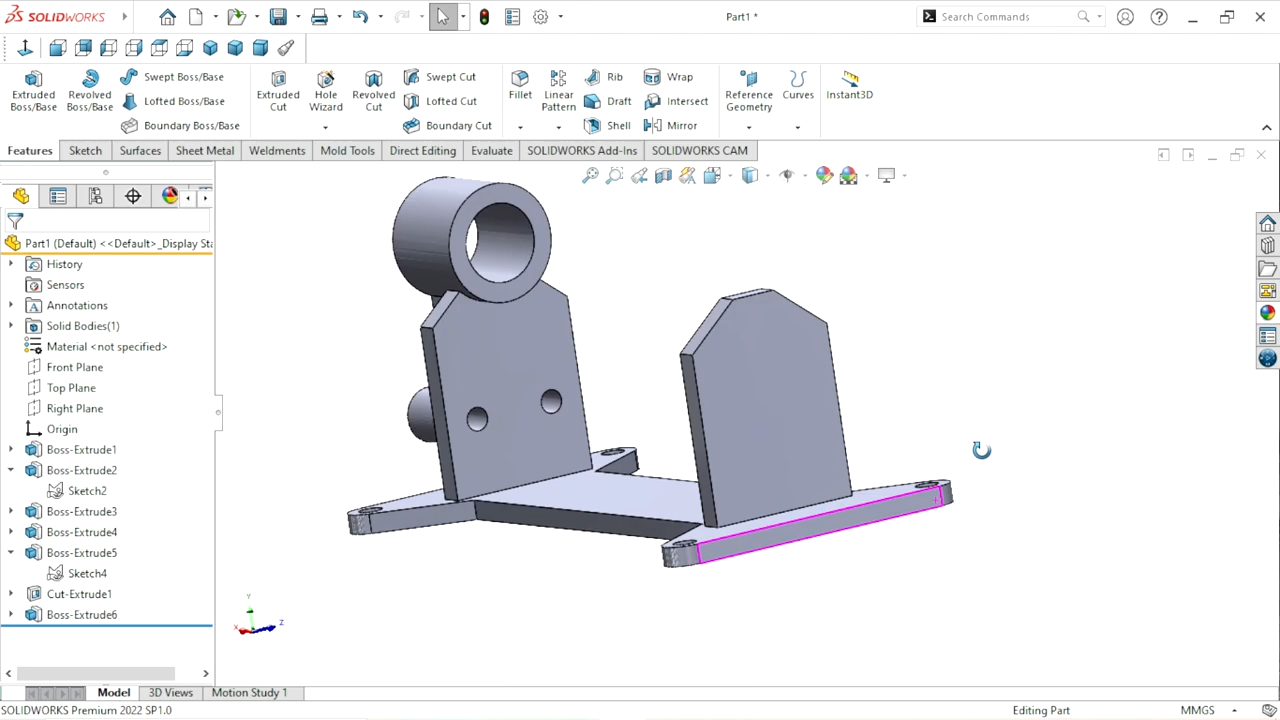 SOLIDWORKS
Part1 *
Search Commands
Extruded Boss/Base
Revolved Boss/Base
Swept Boss/Base
Lofted Boss/Base
Boundary Boss/Base
Extruded Cut
Hole Wizard
Revolved Cut
Swept Cut
Lofted Cut
Boundary Cut
Fillet
Linear Pattern
Rib
Draft
Shell
Wrap
Intersect
Mirror
Reference Geometry
Curves
Instant3D
Features
Sketch
Surfaces
Sheet Metal
Weldments
Mold Tools
Direct Editing
Evaluate
SOLIDWORKS Add-Ins
SOLIDWORKS CAM
Part1 (Default) <<Default>_Display Sta
History
Sensors
Annotations
Solid Bodies(1)
Material <not specified>
Front Plane
Top Plane
Right Plane
Origin
Boss-Extrude1
Boss-Extrude2
Sketch2
Boss-Extrude3
Boss-Extrude4
Boss-Extrude5
Sketch4
Cut-Extrude1
Boss-Extrude6
Y
X
Z
Model
3D Views
Motion Study 1
SOLIDWORKS Premium 2022 SP1.0
Editing Part
MMGS